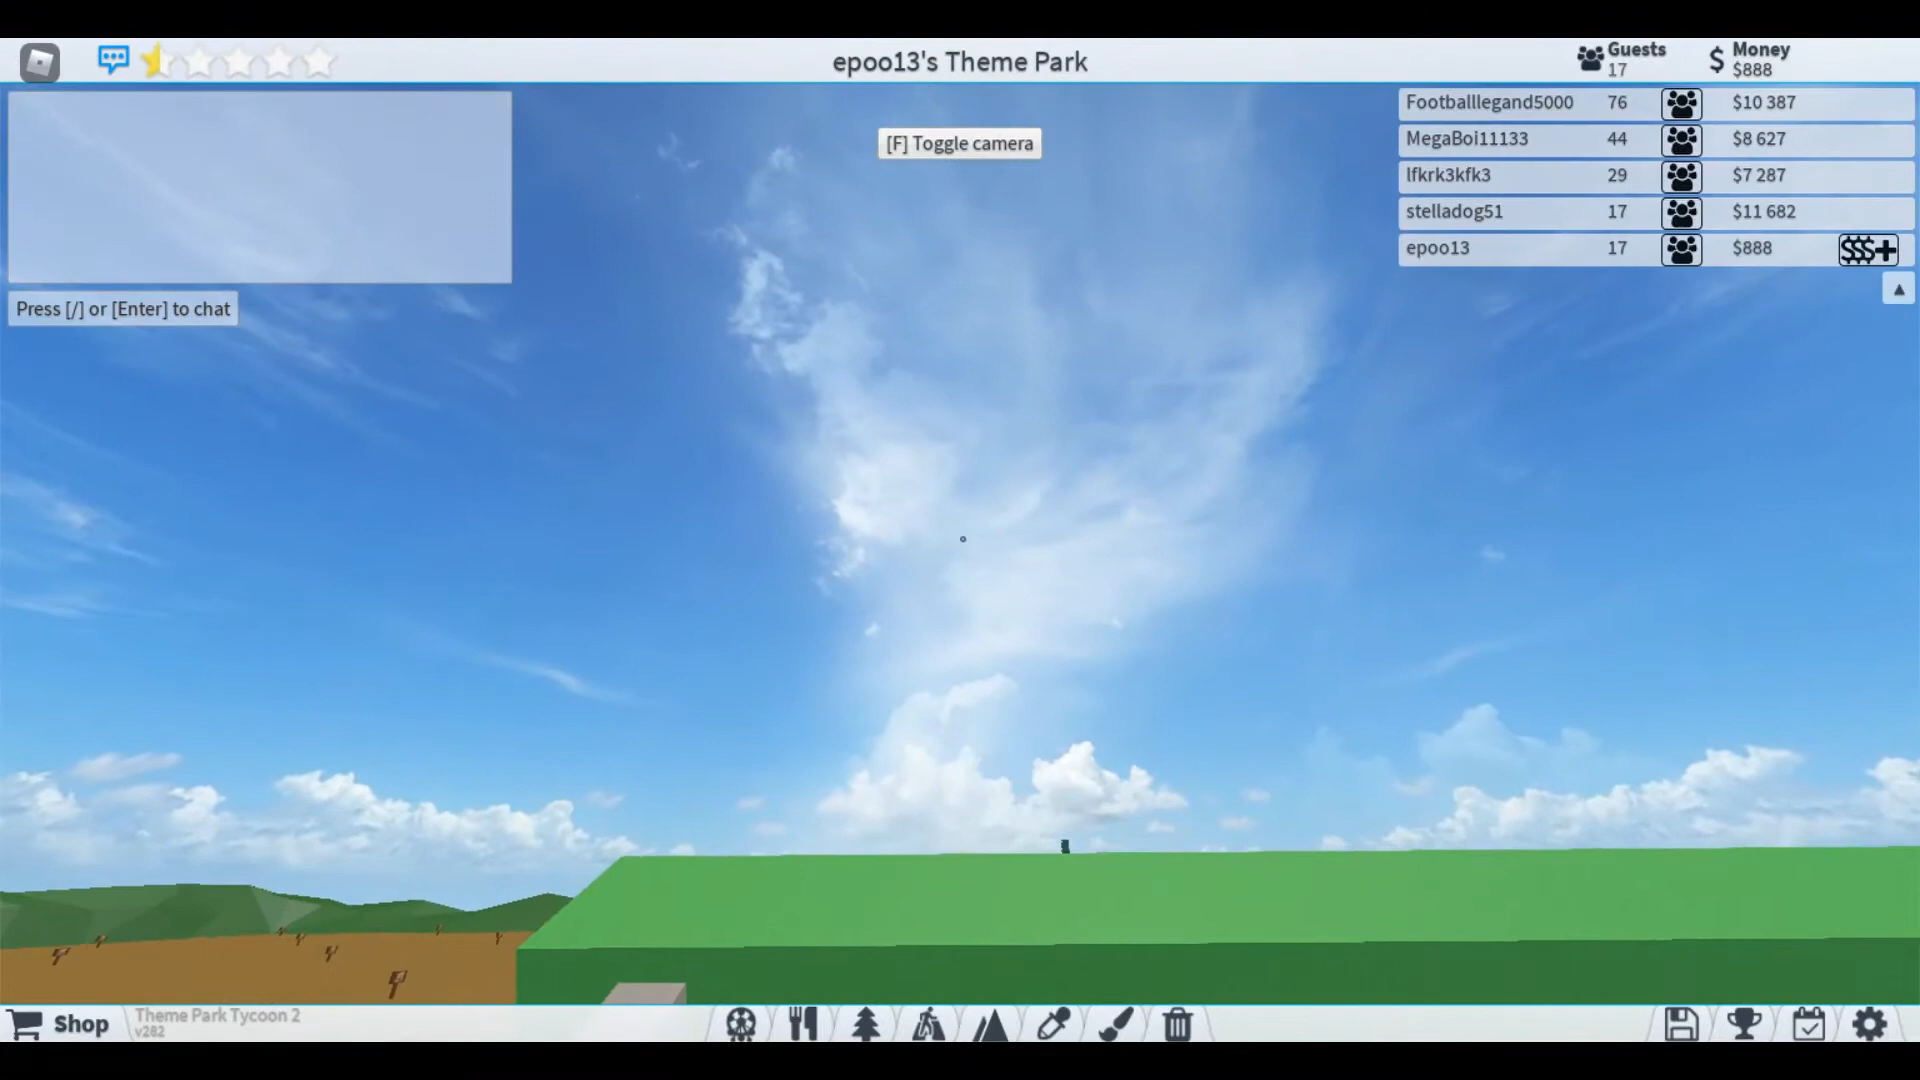 epoo13's Theme Park
Guests
17
$ Money
$888
[F] Toggle camera
Footballlegand5000 76 $10 387
MegaBoi11133 44 $8 627
lfkrk3kfk3 29 $7 287
stelladog51 17 $11 682
epoo13 17 $888 $$$+
Press [/] or [Enter] to chat
Shop
Theme Park Tycoon 2
v282